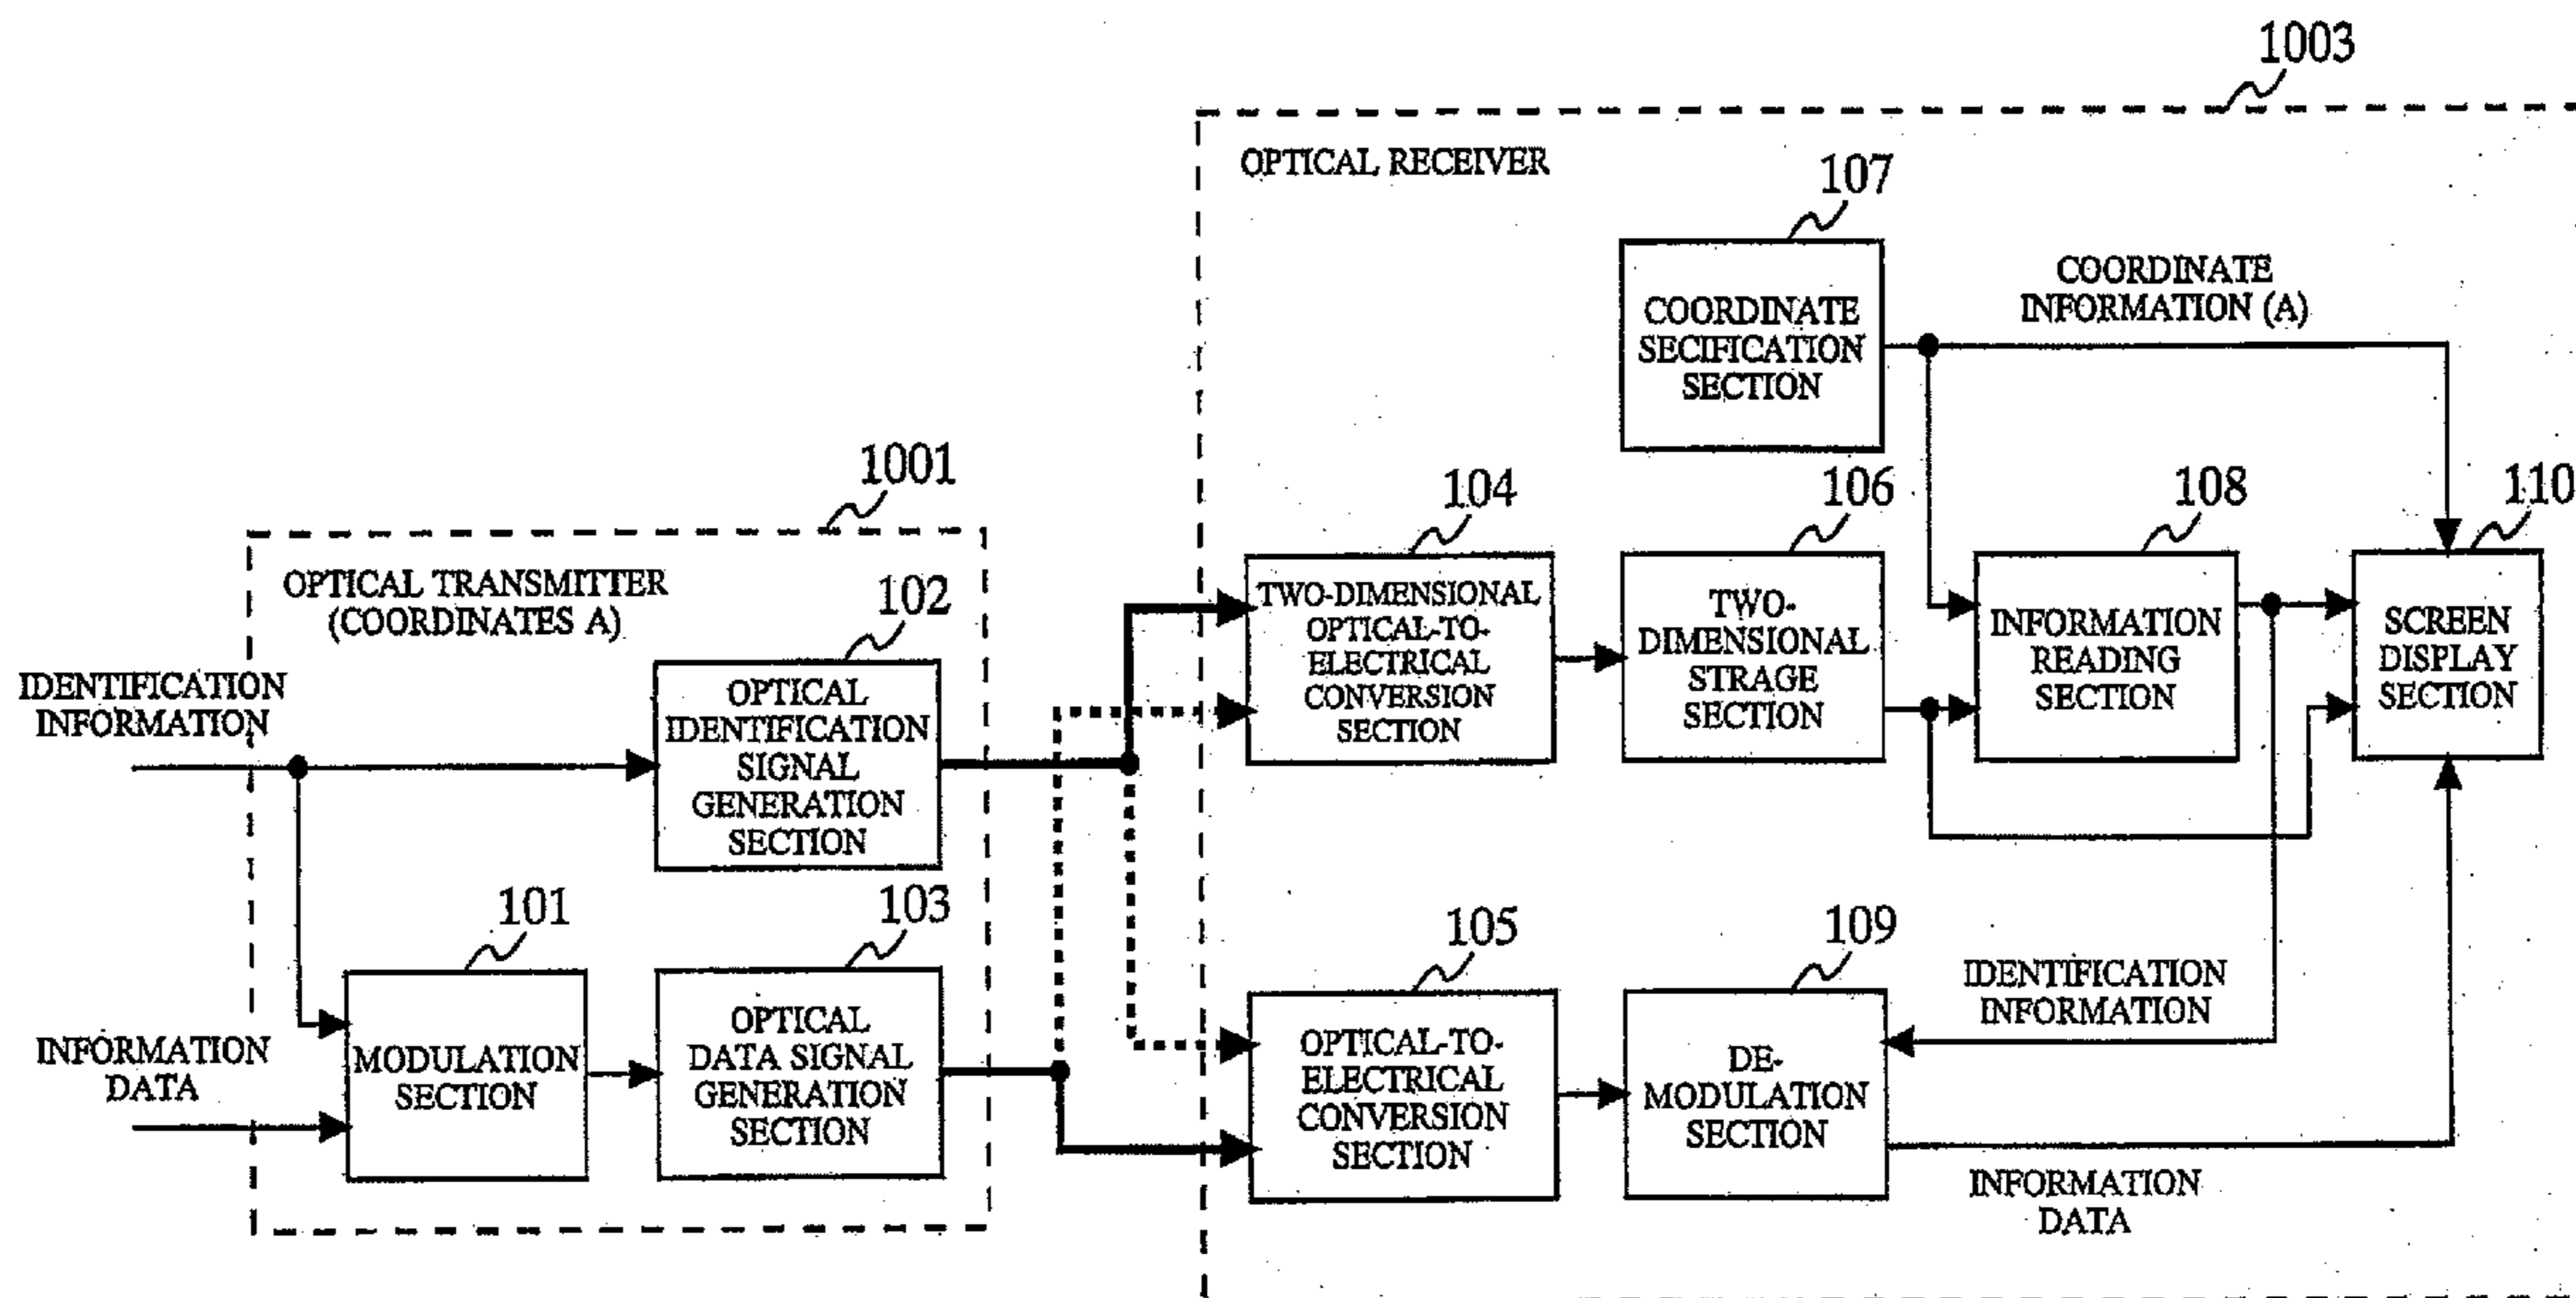 1003
OPTICAL RECEIVER
107
COORDINATE
SECIFICATION
SECTION
COORDINATE
INFORMATION (A)
1001
OPTICAL TRANSMITTER
(COORDINATES A)
104
TWO-DIMENSIONAL
OPTICAL-TO-
ELECTRICAL
CONVERSION
SECTION
106
TWO-
DIMENSIONAL
STRAGE
SECTION
108
INFORMATION
READING
SECTION
110
SCREEN
DISPLAY
SECTION
IDENTIFICATION
INFORMATION
102
OPTICAL
IDENTIFICATION
SIGNAL
GENERATION
SECTION
INFORMATION
DATA
101
MODULATION
SECTION
103
OPTICAL
DATA SIGNAL
GENERATION
SECTION
105
OPTICAL-TO-
ELECTRICAL
CONVERSION
SECTION
109
DE-
MODULATION
SECTION
IDENTIFICATION
INFORMATION
INFORMATION
DATA